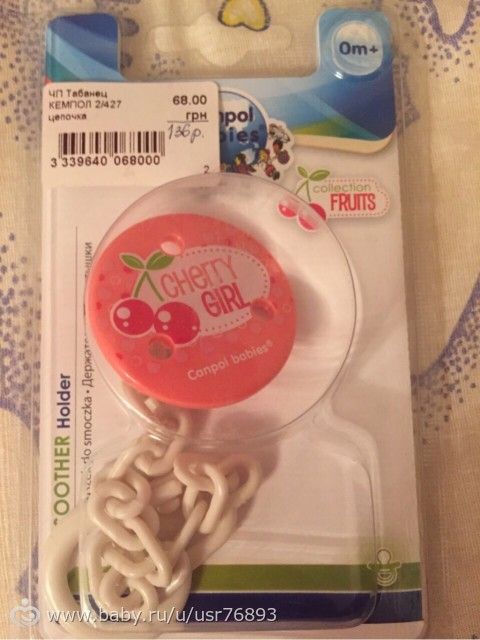 0m+
ЧП Табанец
КЕМПОЛ 2/427
цепочка
68.00
грн
136р.
3 339640 068000
2
babies
collection
FRUITS
CHERRY
GIRL
Canpol babies®
SOOTHER Holder
do smoczka • Держате
www.baby.ru/u/usr76893